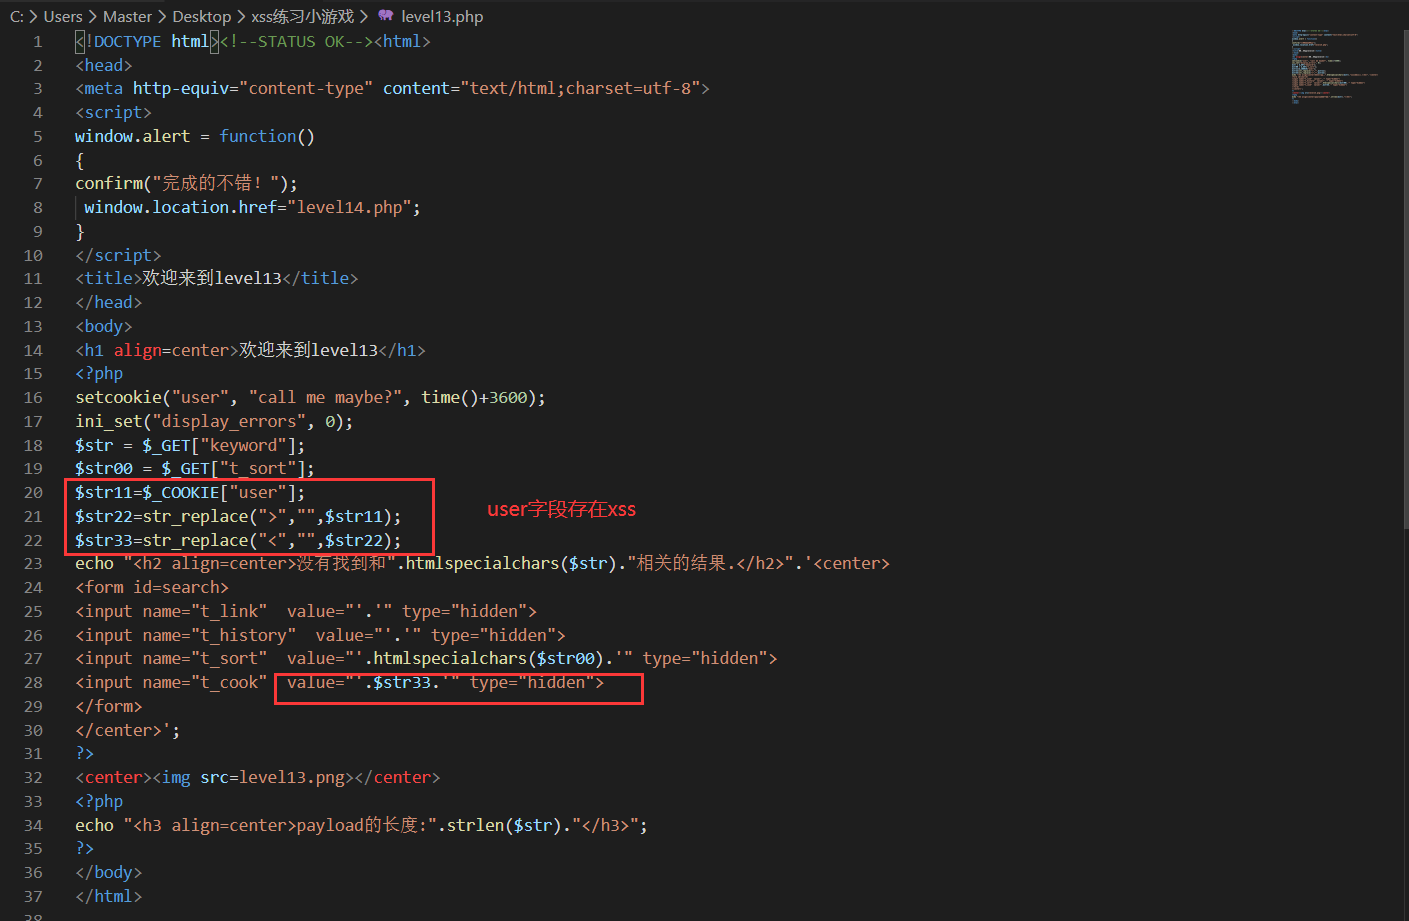 C: > Users > Master > Desktop > xss练习小游戏 > level13.php
1 <!DOCTYPE html><!--STATUS OK--><html>
2 <head>
3 <meta http-equiv="content-type" content="text/html;charset=utf-8">
4 <script>
5 window.alert = function()
6 {
7 confirm("完成的不错！");
8  window.location.href="level14.php";
9 }
10 </script>
11 <title>欢迎来到level13</title>
12 </head>
13 <body>
14 <h1 align=center>欢迎来到level13</h1>
15 <?php
16 setcookie("user", "call me maybe?", time()+3600);
17 ini_set("display_errors", 0);
18 $str = $_GET["keyword"];
19 $str00 = $_GET["t_sort"];
20 $str11=$_COOKIE["user"];
21 $str22=str_replace(">","",$str11);
user字段存在xss
22 $str33=str_replace("<","",$str22);
23 echo "<h2 align=center>没有找到和".htmlspecialchars($str)."相关的结果.</h2>".'<center>
24 <form id=search>
25 <input name="t_link"  value="'.'" type="hidden">
26 <input name="t_history"  value="'.'" type="hidden">
27 <input name="t_sort"  value="'.htmlspecialchars($str00).'" type="hidden">
28 <input name="t_cook"  value="'.$str33.'" type="hidden">
29 </form>
30 </center>';
31 ?>
32 <center><img src=level13.png></center>
33 <?php
34 echo "<h3 align=center>payload的长度:".strlen($str)."</h3>";
35 ?>
36 </body>
37 </html>
38